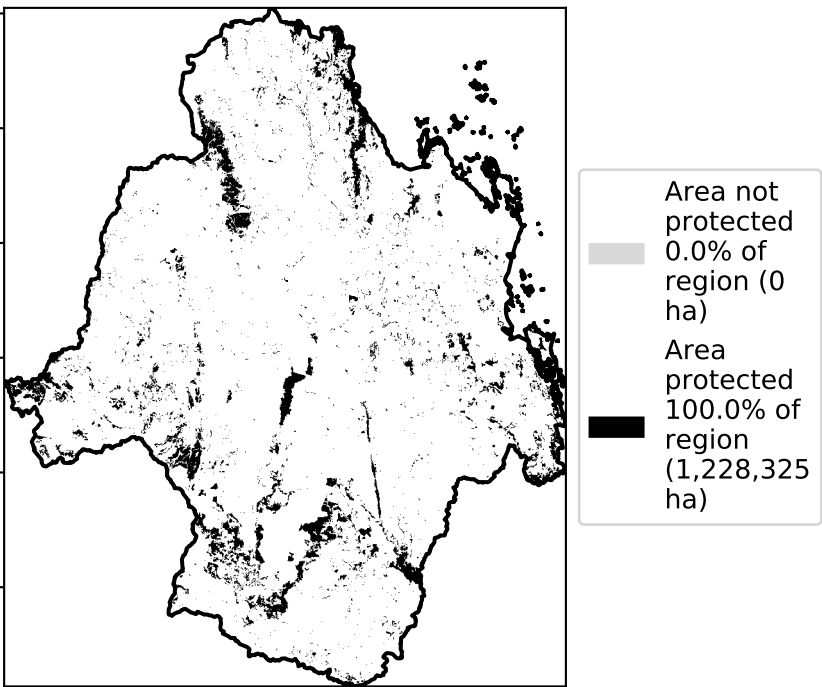 Area not
protected
0.0% of
region (0
ha)
Area
protected
100.0% of
region
(1,228,325
ha)